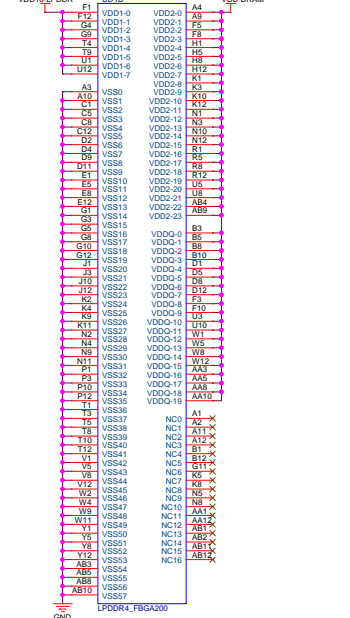 F1 VDD1-0
F12 VDD1-1
G4 VDD1-2
G9 VDD1-3
T4 VDD1-4
T9 VDD1-5
U1 VDD1-6
U12 VDD1-7
A3 VSS0
A10 VSS1
C1 VSS2
C5 VSS3
C8 VSS4
C12 VSS5
D2 VSS6
D4 VSS7
D9 VSS8
D11 VSS9
E1 VSS10
E5 VSS11
E8 VSS12
E12 VSS13
G1 VSS14
G3 VSS15
G5 VSS16
G8 VSS17
G10 VSS18
G12 VSS19
J1 VSS20
J3 VSS21
J10 VSS22
J12 VSS23
K2 VSS24
K4 VSS25
K9 VSS26
K11 VSS27
N2 VSS28
N4 VSS29
N9 VSS30
N11 VSS31
P1 VSS32
P3 VSS33
P10 VSS34
P12 VSS35
T1 VSS36
T3 VSS37
T5 VSS38
T8 VSS39
T10 VSS40
T12 VSS41
V1 VSS42
V5 VSS43
V8 VSS44
V12 VSS45
W2 VSS46
W4 VSS47
W9 VSS48
W11 VSS49
Y1 VSS50
Y5 VSS51
Y8 VSS52
Y12 VSS53
AB3 VSS54
AB5 VSS55
AB8 VSS56
AB10 VSS57
VDD2-0 A4
VDD2-1 A9
VDD2-2 F5
VDD2-3 F8
VDD2-4 H1
VDD2-5 H5
VDD2-6 H8
VDD2-7 H12
VDD2-8 K1
VDD2-9 K3
VDD2-10 K10
VDD2-11 K12
VDD2-12 N1
VDD2-13 N3
VDD2-14 N10
VDD2-15 N12
VDD2-16 R1
VDD2-17 R5
VDD2-18 R8
VDD2-19 R12
VDD2-20 U5
VDD2-21 U8
VDD2-22 AB4
VDD2-23 AB9
VDDQ-0 B3
VDDQ-1 B5
VDDQ-2 B8
VDDQ-3 B10
VDDQ-4 D1
VDDQ-5 D5
VDDQ-6 D8
VDDQ-7 D12
VDDQ-8 F3
VDDQ-9 F10
VDDQ-10 U3
VDDQ-11 U10
VDDQ-12 W1
VDDQ-13 W5
VDDQ-14 W8
VDDQ-15 W12
VDDQ-16 AA3
VDDQ-17 AA5
VDDQ-18 AA8
VDDQ-19 AA10
NC0 A1
NC1 A2
NC2 A11
NC3 A12
NC4 B1
NC5 B12
NC6 G11
NC7 K5
NC8 K8
NC9 N5
NC10 N8
NC11 AA1
NC12 AA12
NC13 AB1
NC14 AB2
NC15 AB11
NC16 AB12
LPDDR4_FBGA200
GND